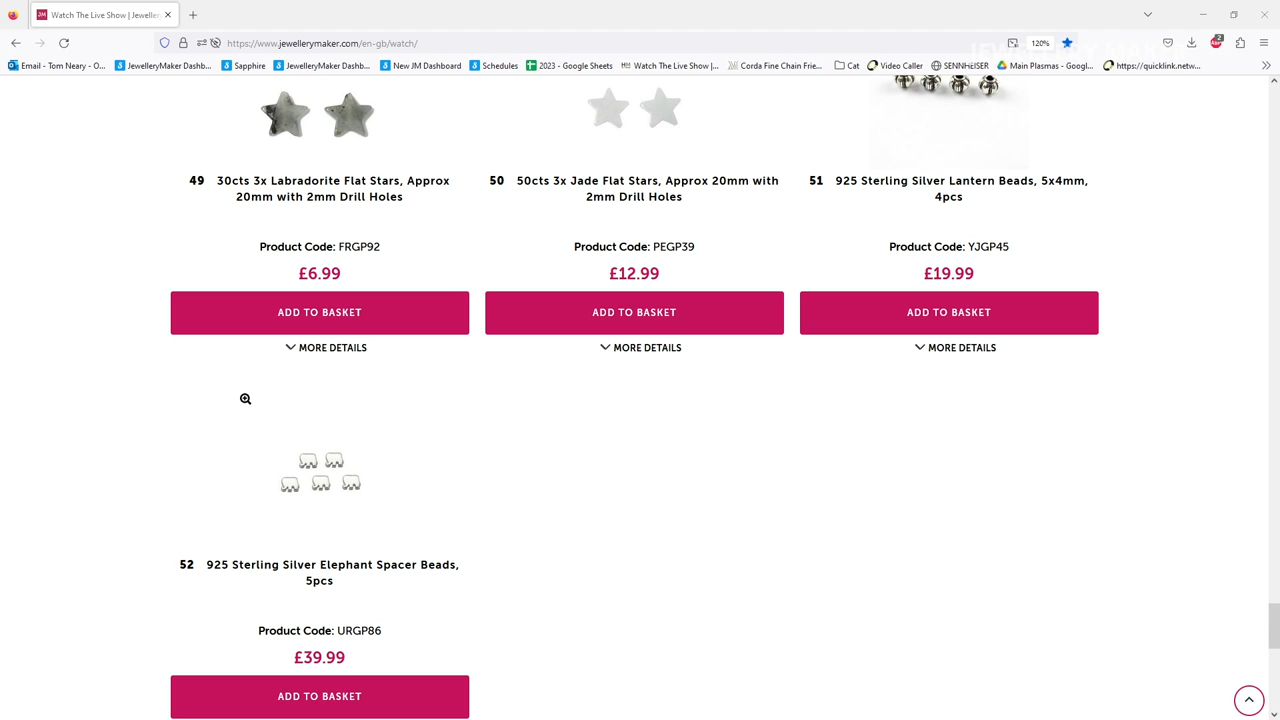 Watch The Live Show | Jeweller
https://www.jewellerymaker.com/en-gb/watch/
120%
2
Email - Tom Neary - O...
JewelleryMaker Dashb...
Sapphire
JewelleryMaker Dashb...
New JM Dashboard
Schedules
2023 - Google Sheets
Watch The Live Show |...
Corda Fine Chain Frie...
Cat
Video Caller
SENNHEISER
Main Plasmas - Googl...
https://quicklink.netw...
49 30cts 3x Labradorite Flat Stars, Approx
20mm with 2mm Drill Holes
Product Code: FRGP92
£6.99
ADD TO BASKET
MORE DETAILS
50 50cts 3x Jade Flat Stars, Approx 20mm with
2mm Drill Holes
Product Code: PEGP39
£12.99
ADD TO BASKET
MORE DETAILS
51 925 Sterling Silver Lantern Beads, 5x4mm,
4pcs
Product Code: YJGP45
£19.99
ADD TO BASKET
MORE DETAILS
52 925 Sterling Silver Elephant Spacer Beads,
5pcs
Product Code: URGP86
£39.99
ADD TO BASKET